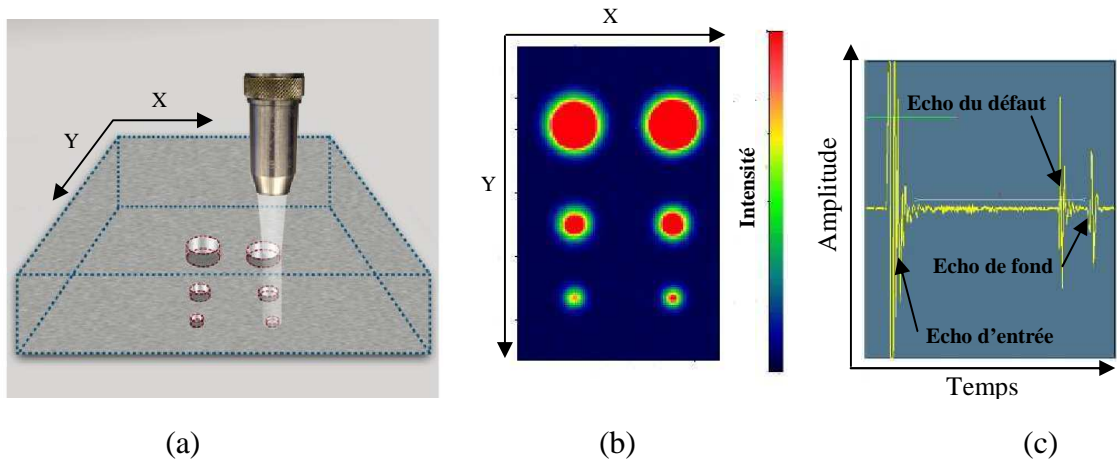 X
Y
(a)
X
Y
Intensité
(b)
Amplitude
Echo du défaut
Echo de fond
Echo d'entrée
Temps
(c)